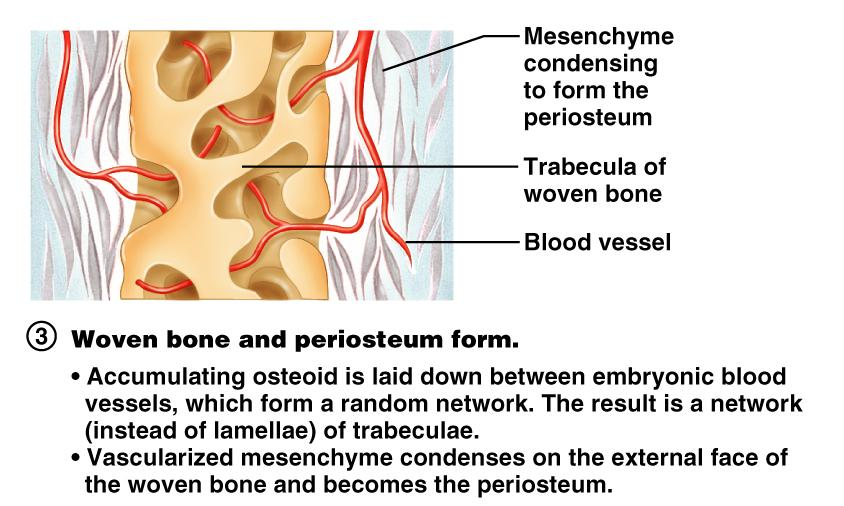 Mesenchyme
condensing
to form the
periosteum
Trabecula of
woven bone
Blood vessel
③ Woven bone and periosteum form.
• Accumulating osteoid is laid down between embryonic blood
vessels, which form a random network. The result is a network
(instead of lamellae) of trabeculae.
• Vascularized mesenchyme condenses on the external face of
the woven bone and becomes the periosteum.